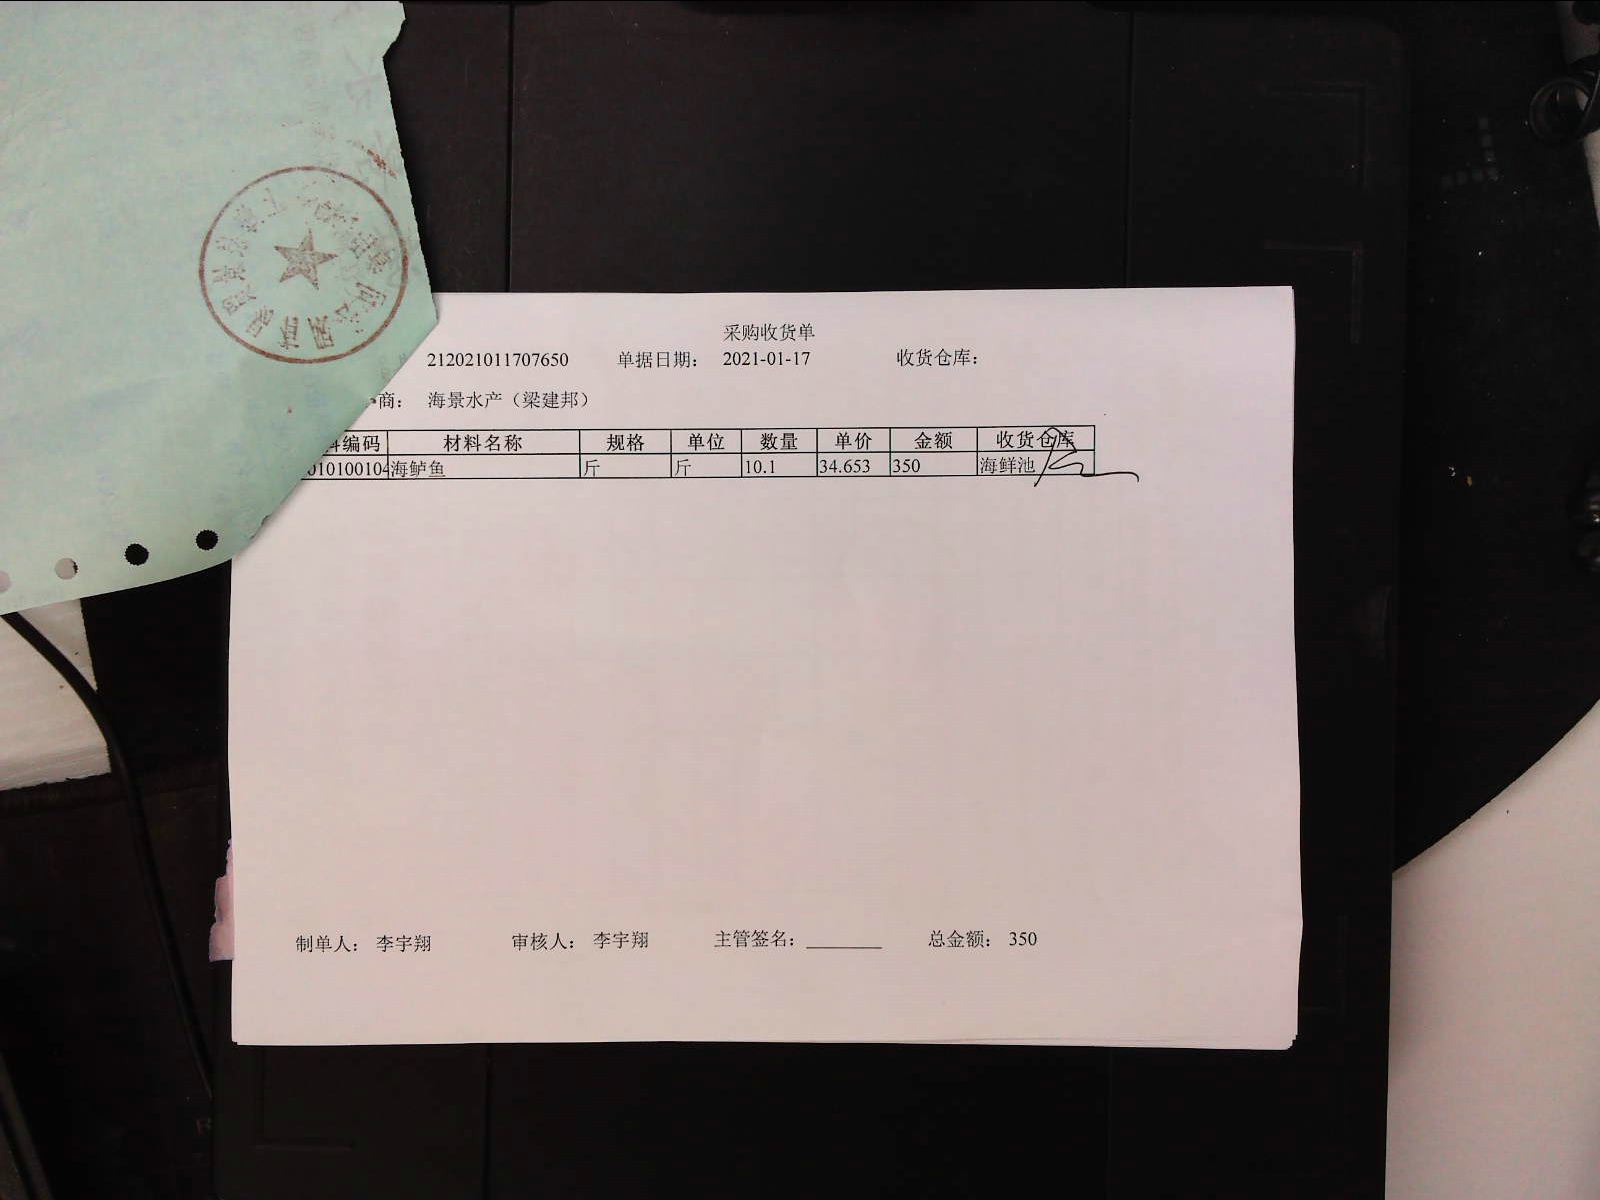 采购收货单
212021011707650 单据日期: 2021-01-17 收货仓库:
商: 海景水产（梁建邦）
编码 材料名称 规格 单位 数量 单价 金额 收货仓库
010100104 海鲈鱼 斤 斤 10.1 34.653 350 海鲜池
制单人: 李宇翔 审核人: 李宇翔 主管签名: 总金额: 350